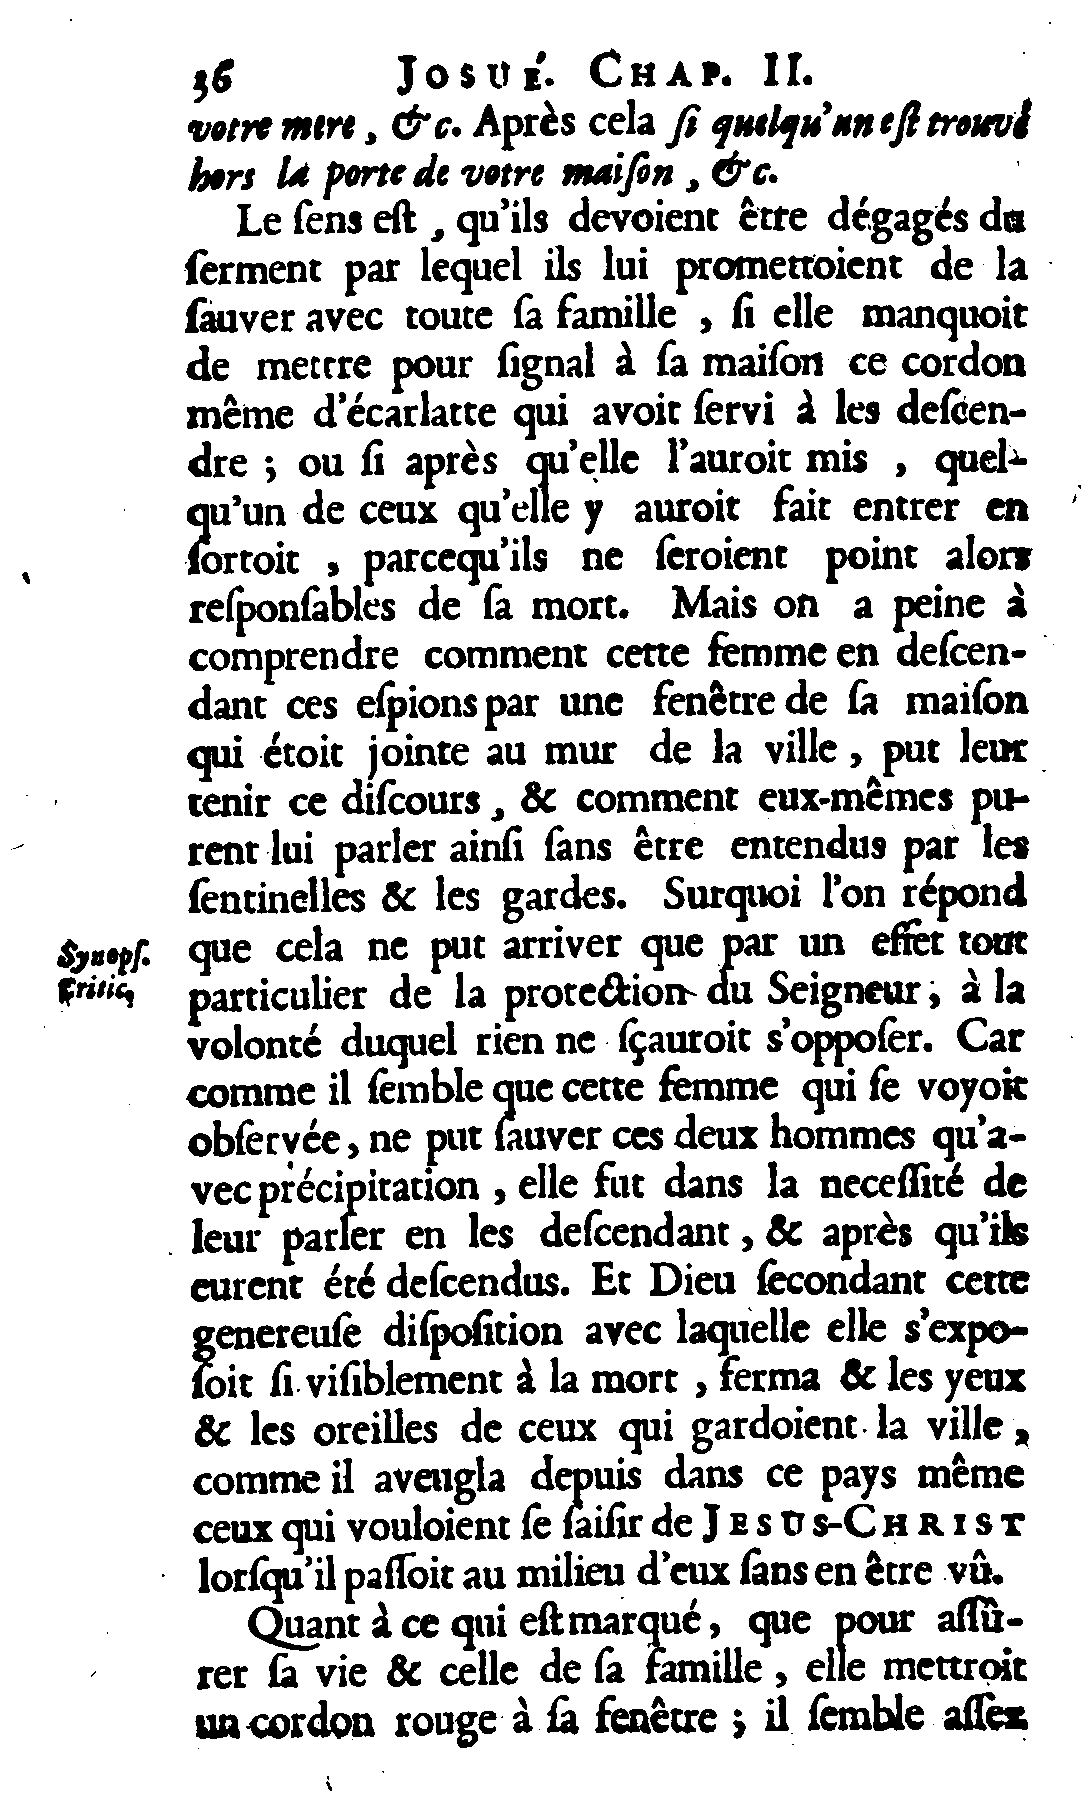 36 JOSUÉ. CHAP. II.
votre mere, &c. Après cela ſi quelqu'un eſt trouvé
hors la porte de votre maiſon, &c.
Le ſens eſt, qu'ils devoient être dégagés du
ſerment par lequel ils lui promettoient de la
ſauver avec toute ſa famille, ſi elle manquoit
de mettre pour ſignal à ſa maiſon ce cordon
même d'écarlatte qui avoit ſervi à les deſcen-
dre ; ou ſi après qu'elle l'auroit mis, quel-
qu'un de ceux qu'elle y auroit fait entrer en
ſortoit, parcequ'ils ne ſeroient point alors
reſponſables de ſa mort. Mais on a peine à
comprendre comment cette femme en deſcen-
dant ces eſpions par une fenêtre de ſa maiſon
qui étoit jointe au mur de la ville, put leur
tenir ce diſcours, & comment eux-mêmes pu-
rent lui parler ainſi ſans être entendus par les
ſentinelles & les gardes. Surquoi l'on répond
Synopſ.
Critic,
que cela ne put arriver que par un effet tout
particulier de la protection du Seigneur, à la
volonté duquel rien ne ſçauroit s'oppoſer. Car
comme il ſemble que cette femme qui ſe voyoit
obſervée, ne put ſauver ces deux hommes qu'a-
vec précipitation, elle fut dans la neceſſité de
leur parler en les deſcendant, & après qu'ils
eurent été deſcendus. Et Dieu ſecondant cette
genereuſe diſpoſition avec laquelle elle s'expo-
ſoit ſi viſiblement à la mort, ferma & les yeux
& les oreilles de ceux qui gardoient la ville,
comme il aveugla depuis dans ce pays même
ceux qui vouloient ſe ſaiſir de JESUS-CHRIST
lorſqu'il paſſoit au milieu d'eux ſans en être vû.
Quant à ce qui eſt marqué, que pour aſſû-
rer ſa vie & celle de ſa famille, elle mettroit
un cordon rouge à ſa fenêtre ; il ſemble aſſez